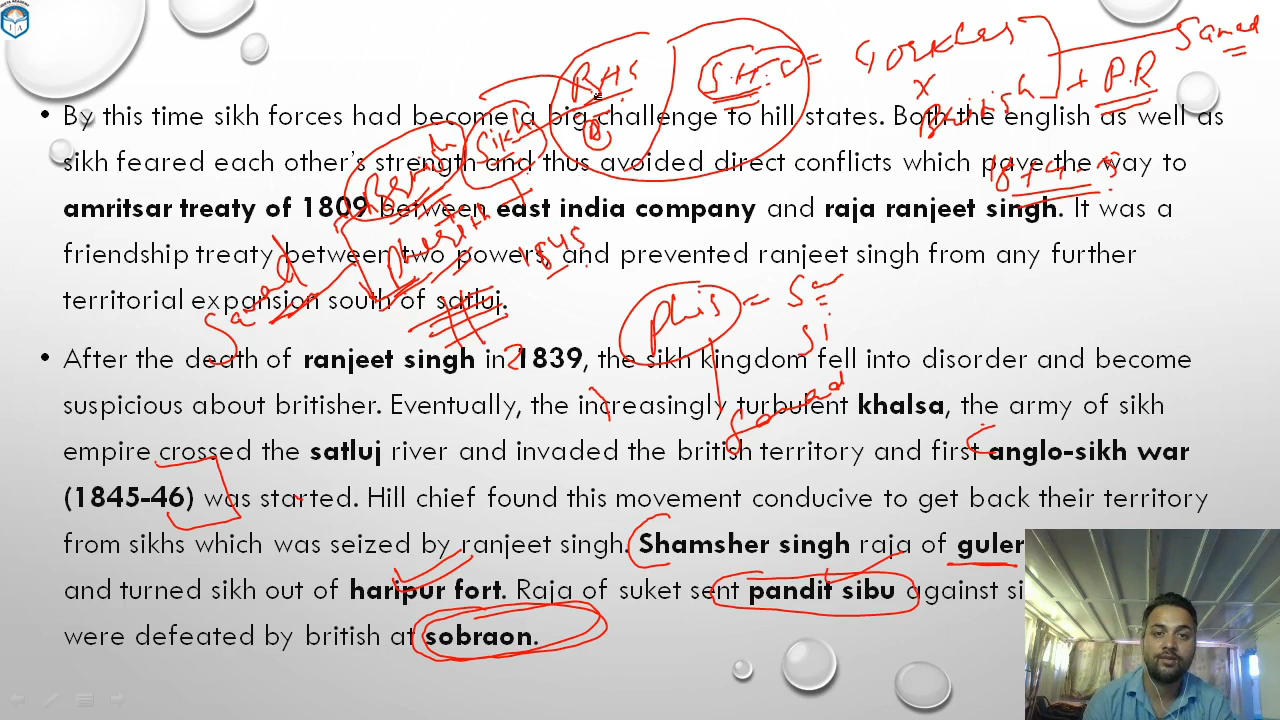 By this time sikh forces had become a big challenge to hill states. Both the english as well as
sikh feared each other's strength and thus avoided direct conflicts which pave the way to
amritsar treaty of 1809 between east india company and raja ranjeet singh. It was a
friendship treaty between two powers, and prevented ranjeet singh from any further
territorial expansion south of satluj.
After the death of ranjeet singh in 1839, the sikh kingdom fell into disorder and become
suspicious about britisher. Eventually, the increasingly turbulent khalsa, the army of sikh
empire crossed the satluj river and invaded the british territory and first anglo-sikh war
(1845-46) was started. Hill chief found this movement conducive to get back their territory
from sikhs which was seized by ranjeet singh. Shamsher singh raja of guler
and turned sikh out of haripur fort. Raja of suket sent pandit sibu against
were defeated by british at sobraon.
S.H.S =
British
+ P.R
Sikh
1845
Sanad